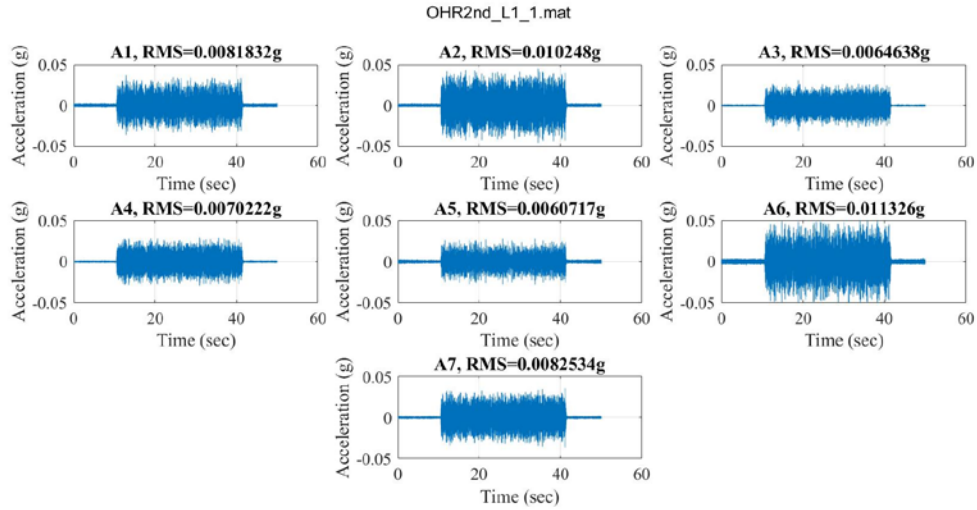 OHR2nd_L1_1.mat
A1, RMS=0.0081832g
A2, RMS=0.010248g
A3, RMS=0.0064638g
Acceleration (g)
0.05
0
-0.05
0 20 40 60
Time (sec)
Acceleration (g)
0.05
0
-0.05
0 20 40 60
Time (sec)
Acceleration (g)
0.05
0
-0.05
0 20 40 60
Time (sec)
A4, RMS=0.0070222g
A5, RMS=0.0060717g
A6, RMS=0.011326g
Acceleration (g)
0.05
0
-0.05
0 20 40 60
Time (sec)
Acceleration (g)
0.05
0
-0.05
0 20 40 60
Time (sec)
Acceleration (g)
0.05
0
-0.05
0 20 40 60
Time (sec)
A7, RMS=0.0082534g
Acceleration (g)
0.05
0
-0.05
0 20 40 60
Time (sec)